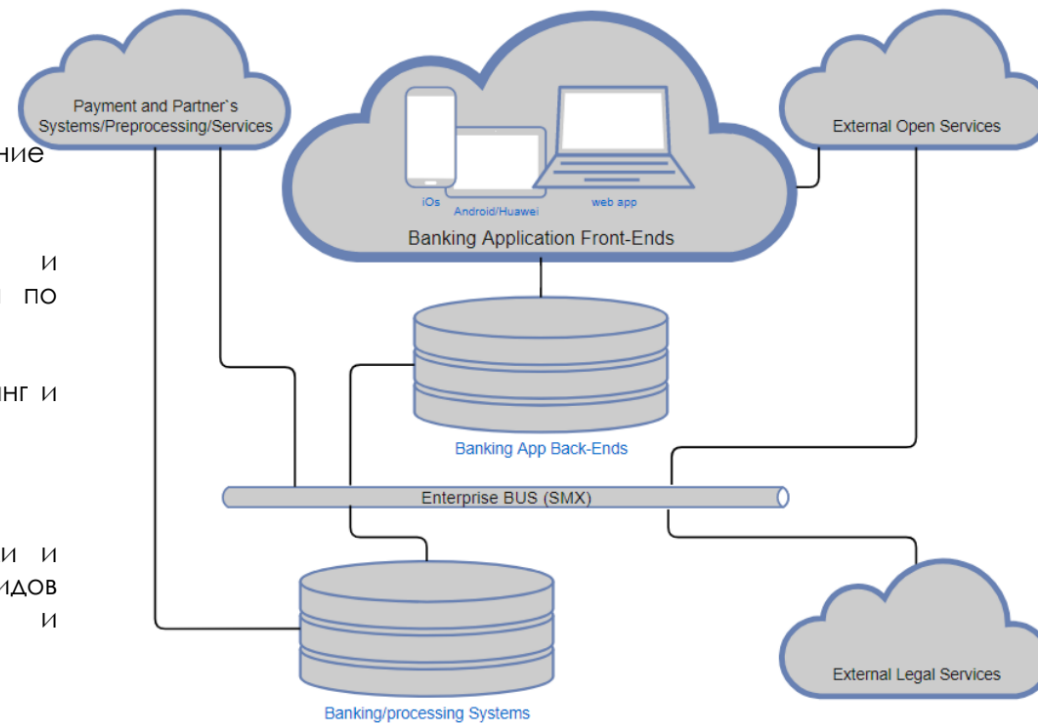 Payment and Partner`s
Systems/Preprocessing/Services
External Open Services
iOs
Android/Huawei
web app
Banking Application Front-Ends
и
по
и
Banking App Back-Ends
Enterprise BUS (SMX)
и и
и
External Legal Services
Banking/processing Systems